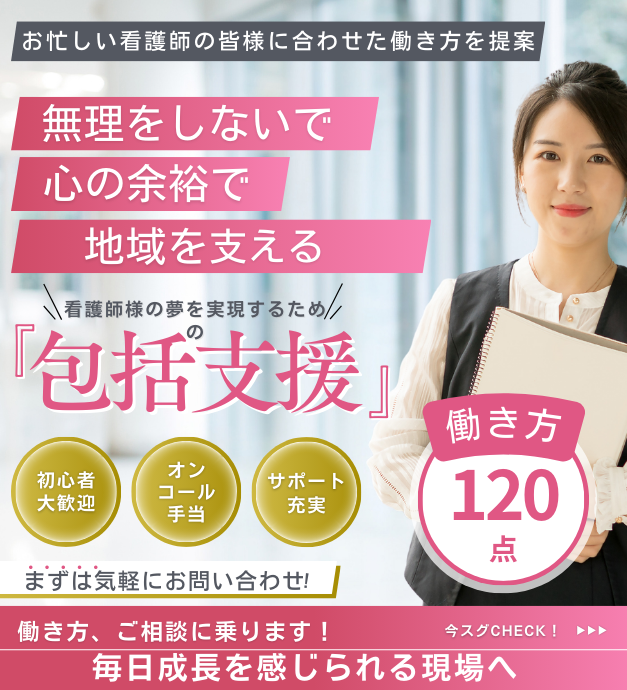 お忙しい看護師の皆様に合わせた働き方を提案
無理をしないで
心の余裕で
地域を支える
看護師様の夢を実現するため
の
『包括支援』
初心者
大歓迎
オン
コール
手当
サポート
充実
働き方
120
点
まずは気軽にお問い合わせ!
働き方、ご相談に乗ります！
今スグCHECK！ ▶▶▶
毎日成長を感じられる現場へ